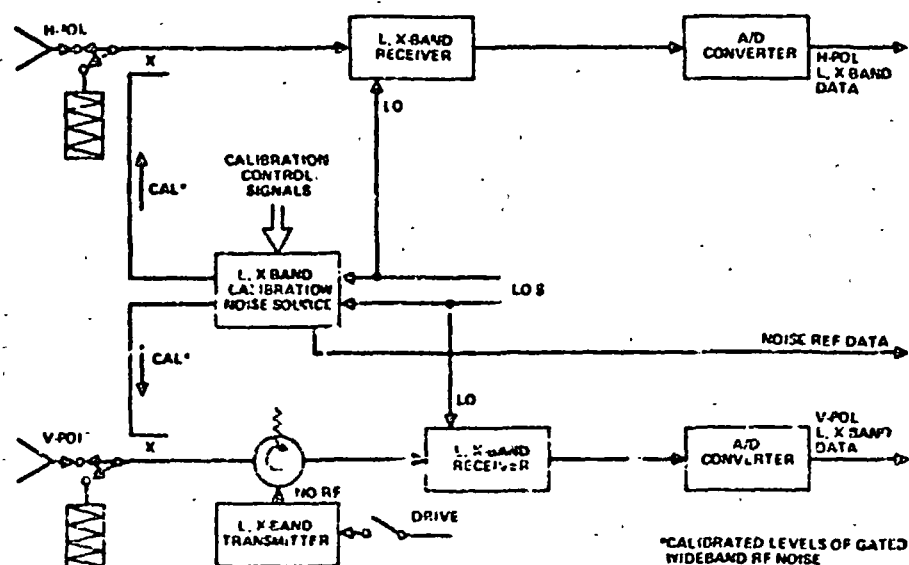 H-POL
L, X-BAND
RECEIVER
A/D
CONVERTER
H-POL
L, X BAND
DATA
X
LO
CALIBRATION
CONTROL
SIGNALS
CAL*
L, X BAND
CALIBRATION
NOISE SOURCE
LO S
NOISE REF DATA
CAL*
LO
V-POL
X
L, X-BAND
RECEIVER
A/D
CONVERTER
V-POL
L, X BAND
DATA
C
NO RF
L, X-BAND
TRANSMITTER
DRIVE
*CALIBRATED LEVELS OF GATED
WIDEBAND RF NOISE